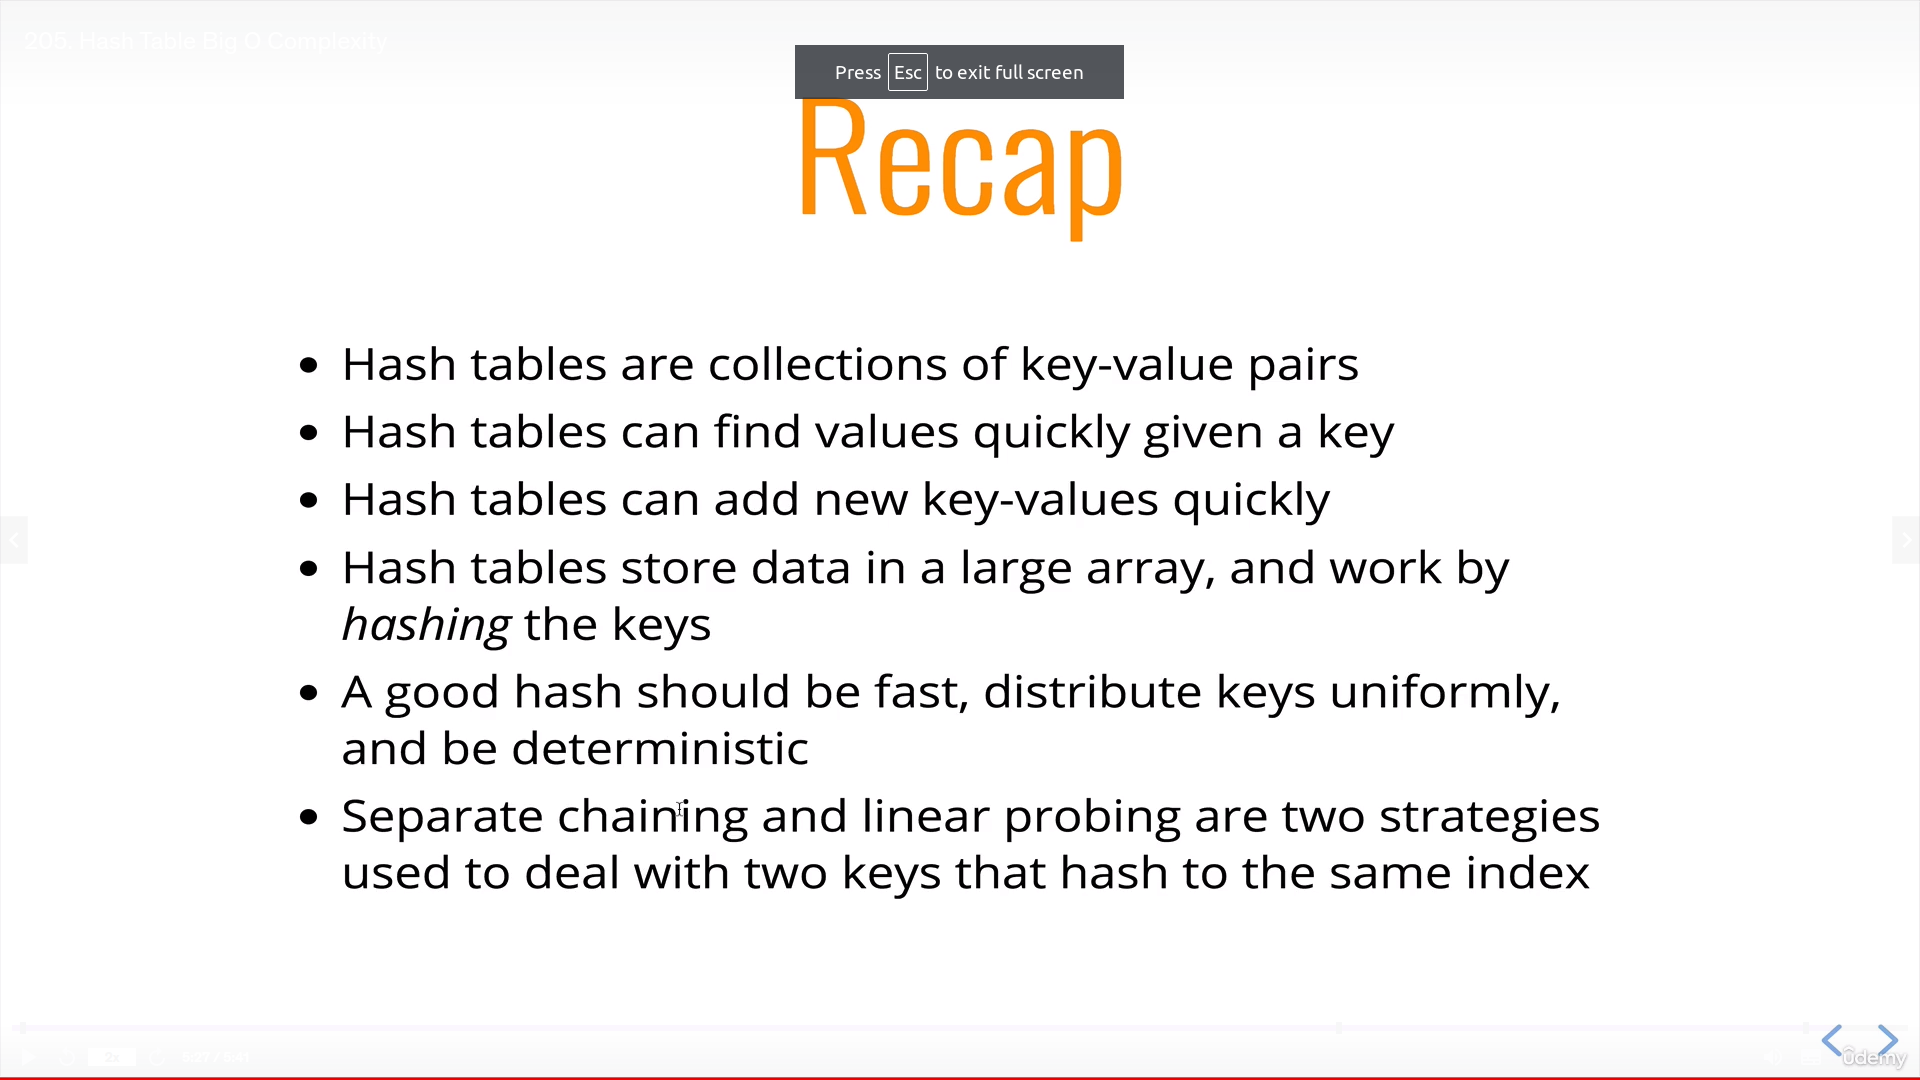 205. Hash Table Big O Complexity
Press Esc to exit full screen
Recap
• Hash tables are collections of key-value pairs
• Hash tables can find values quickly given a key
• Hash tables can add new key-values quickly
• Hash tables store data in a large array, and work by
hashing the keys
• A good hash should be fast, distribute keys uniformly,
and be deterministic
• Separate chaining and linear probing are two strategies
used to deal with two keys that hash to the same index
2x
ûdemy